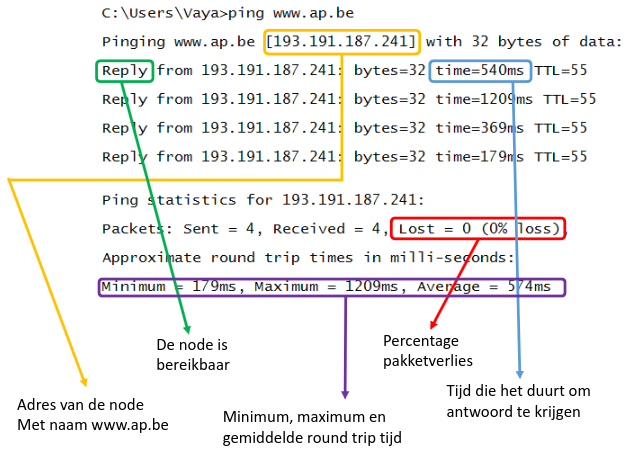 C:\Users\Vaya>ping www.ap.be
Pinging www.ap.be [193.191.187.241] with 32 bytes of data:
Reply from 193.191.187.241: bytes=32 time=540ms TTL=55
Reply from 193.191.187.241: bytes=32 time=1209ms TTL=55
Reply from 193.191.187.241: bytes=32 time=369ms TTL=55
Reply from 193.191.187.241: bytes=32 time=179ms TTL=55
Ping statistics for 193.191.187.241:
Packets: Sent = 4, Received = 4, Lost = 0 (0% loss),
Approximate round trip times in milli-seconds:
Minimum = 179ms, Maximum = 1209ms, Average = 574ms
De node is
bereikbaar
Percentage
pakketverlies
Tijd die het duurt om
antwoord te krijgen
Adres van de node
Met naam www.ap.be
Minimum, maximum en
gemiddelde round trip tijd